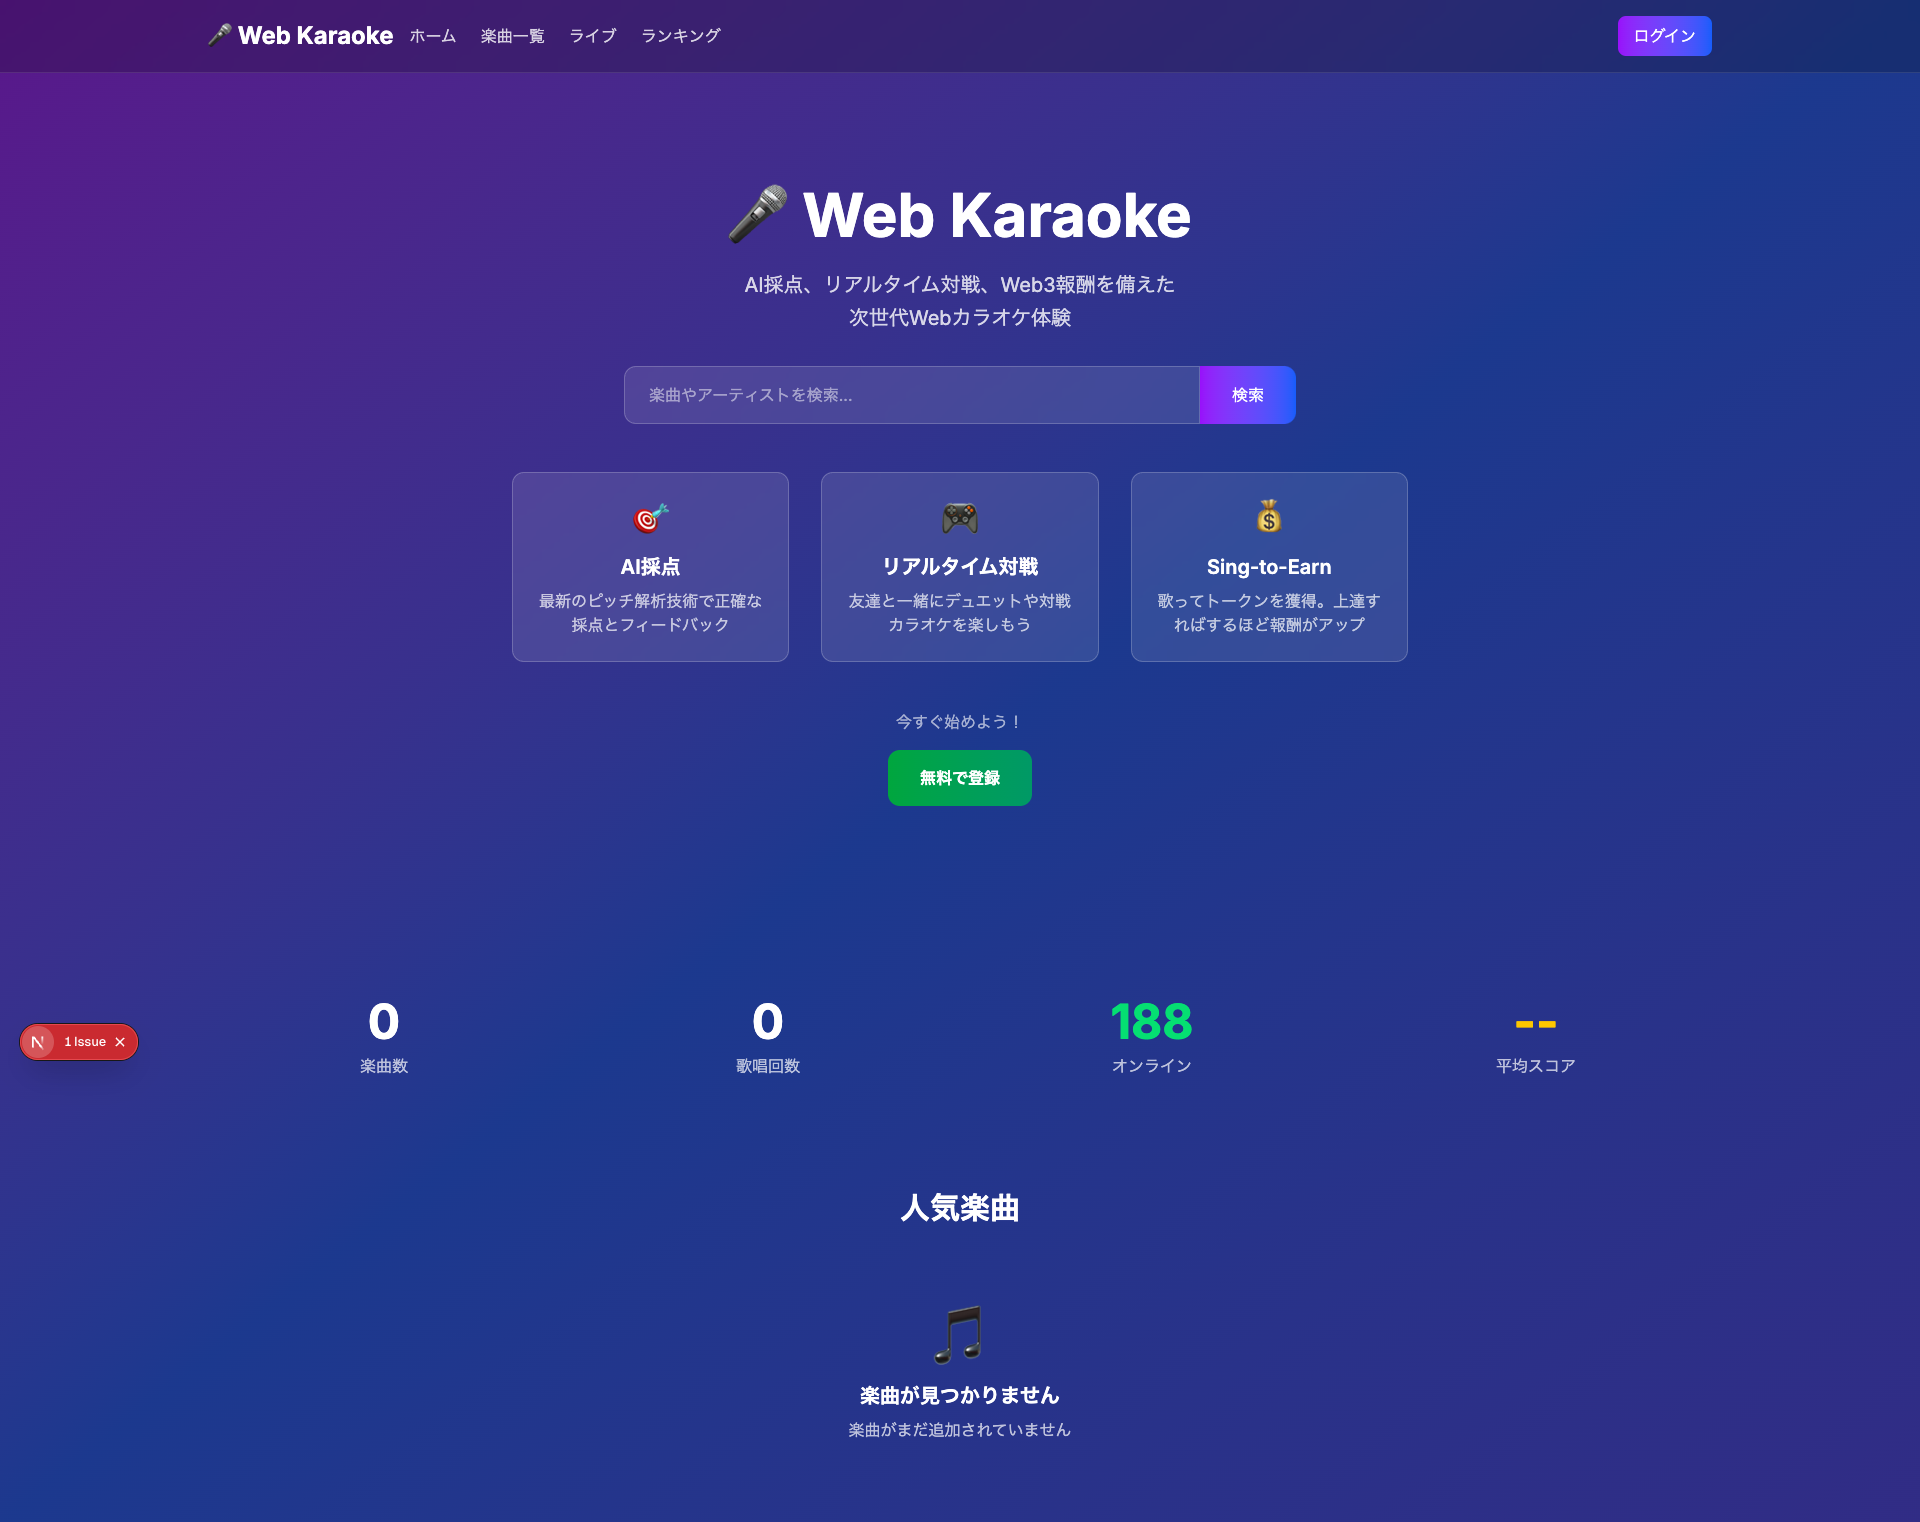 Web Karaoke ホーム 楽曲一覧 ライブ ランキング ログイン
Web Karaoke
AI採点、リアルタイム対戦、Web3報酬を備えた
次世代Webカラオケ体験
楽曲やアーティストを検索... 検索
AI採点
最新のピッチ解析技術で正確な
採点とフィードバック
リアルタイム対戦
友達と一緒にデュエットや対戦
カラオケを楽しもう
Sing-to-Earn
歌ってトークンを獲得。上達す
ればするほど報酬がアップ
今すぐ始めよう！
無料で登録
0
楽曲数
0
歌唱回数
188
オンライン
--
平均スコア
N 1 Issue
人気楽曲
楽曲が見つかりません
楽曲がまだ追加されていません